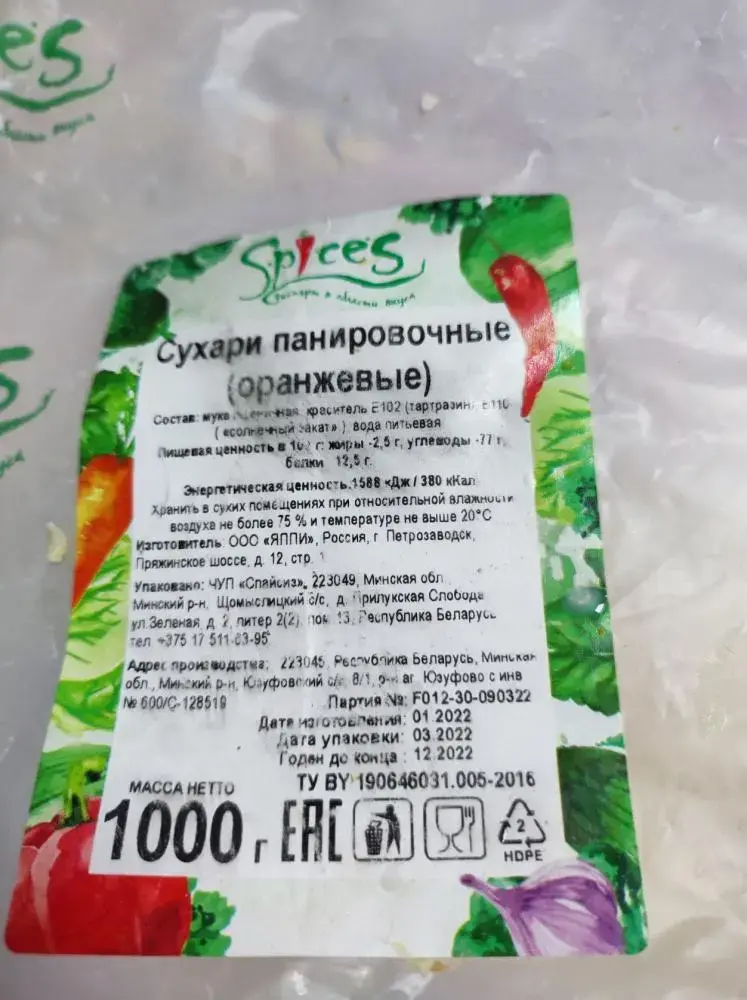 es
Spices
Сухари панировочные
(оранжевые)
Состав: мука пшеничная, краситель Е102 (тартразин), Е110
( «солнечный закат» ) вода питьевая
Пищевая ценность в г: жиры -2,5 г, углеводы -77 г,
белки 12,5 г.
Энергетическая ценность 1588 кДж / 380 кКал
Хранить в сухих помещениях при относительной влажности
воздуха не более 75 % и температуре не выше 20°С
Изготовитель: ООО «ЯППИ», Россия, г Петрозаводск,
Пряжинское шоссе, д. 12, стр. 1
Упаковано: ЧУП «Спайсиз», 223049, Минская обл
Минский р-н, Щомыслицкий с/с, д. Прилукская Слобода
ул.Зеленая, д. 2, литер 2(2), пом. 13, Республика Беларусь
тел +375 17 511-63-95
Адрес производства: 223045, Республика Беларусь, Минская
обл., Минский р-н, Юзуфовский с/с, 8/1, р-н аг Юзуфово с инв
№ 600/С-128519
Партия №: F012-30-090322
Дата изготовления: 01.2022
Дата упаковки: 03.2022
Годен до конца : 12.2022
ТУ BY 190646031.005-2016
МАССА НЕТТО
1000 г
EAC
2
HDPE